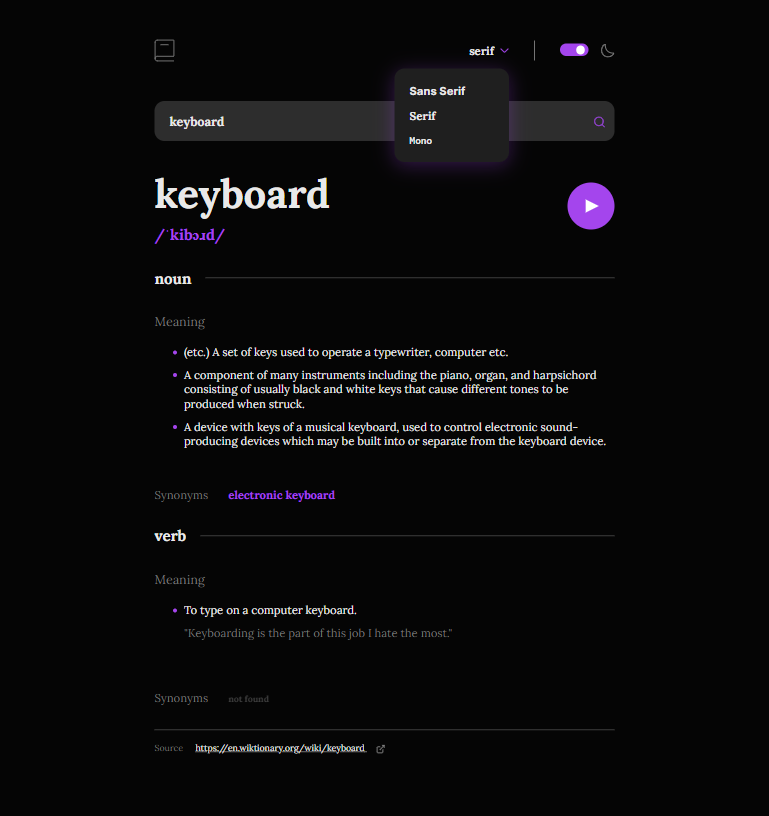 serif
Sans Serif
Serif
Mono
keyboard
keyboard
/ˈkibɔɹd/
noun
Meaning
(etc.) A set of keys used to operate a typewriter, computer etc.
A component of many instruments including the piano, organ, and harpsichord
consisting of usually black and white keys that cause different tones to be
produced when struck.
A device with keys of a musical keyboard, used to control electronic sound-
producing devices which may be built into or separate from the keyboard device.
Synonyms electronic keyboard
verb
Meaning
To type on a computer keyboard.
"Keyboarding is the part of this job I hate the most."
Synonyms not found
Source https://en.wiktionary.org/wiki/keyboard